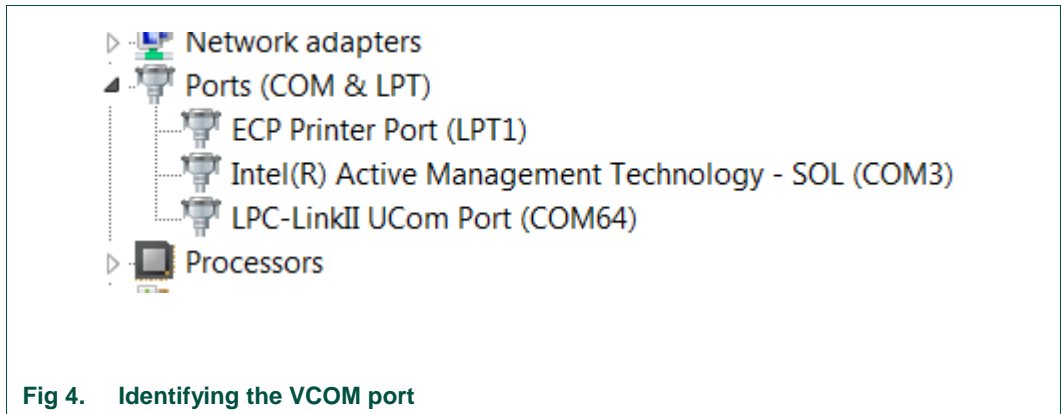 Network adapters
Ports (COM & LPT)
ECP Printer Port (LPT1)
Intel(R) Active Management Technology - SOL (COM3)
LPC-LinkII UCom Port (COM64)
Processors
Fig 4. Identifying the VCOM port